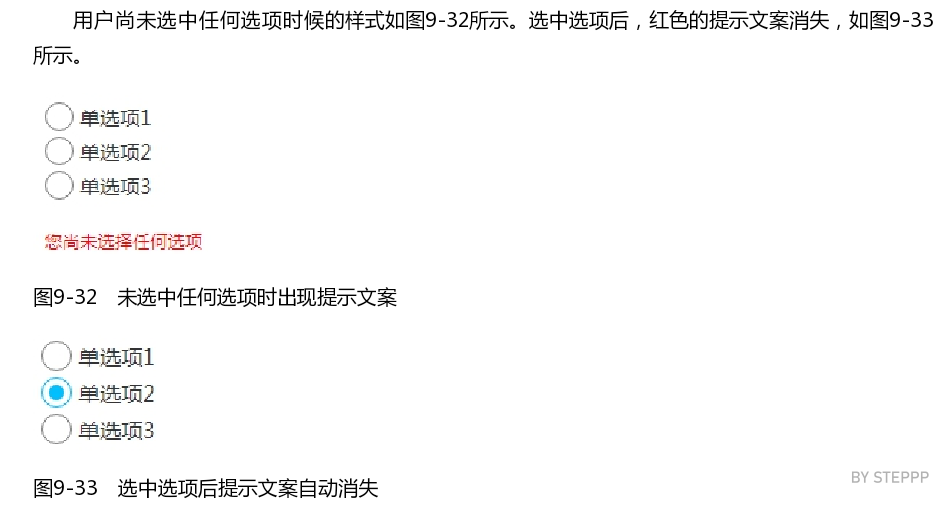 用户尚未选中任何选项时候的样式如图9-32所示。选中选项后，红色的提示文案消失，如图9-33
所示。
单选项1
单选项2
单选项3
您尚未选择任何选项
图9-32　未选中任何选项时出现提示文案
单选项1
单选项2
单选项3
图9-33　选中选项后提示文案自动消失
BY STEPPP